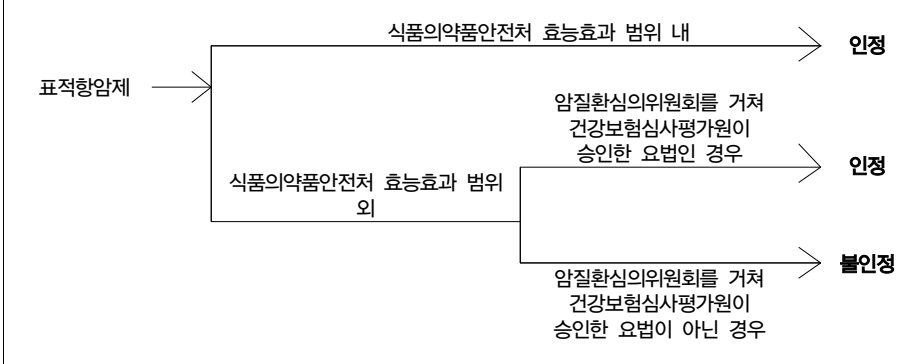 식품의약품안전처 효능효과 범위 내
인정
표적항암제
암질환심의위원회를 거쳐
건강보험심사평가원이
승인한 요법인 경우
인정
식품의약품안전처 효능효과 범위
외
불인정
암질환심의위원회를 거쳐
건강보험심사평가원이
승인한 요법이 아닌 경우